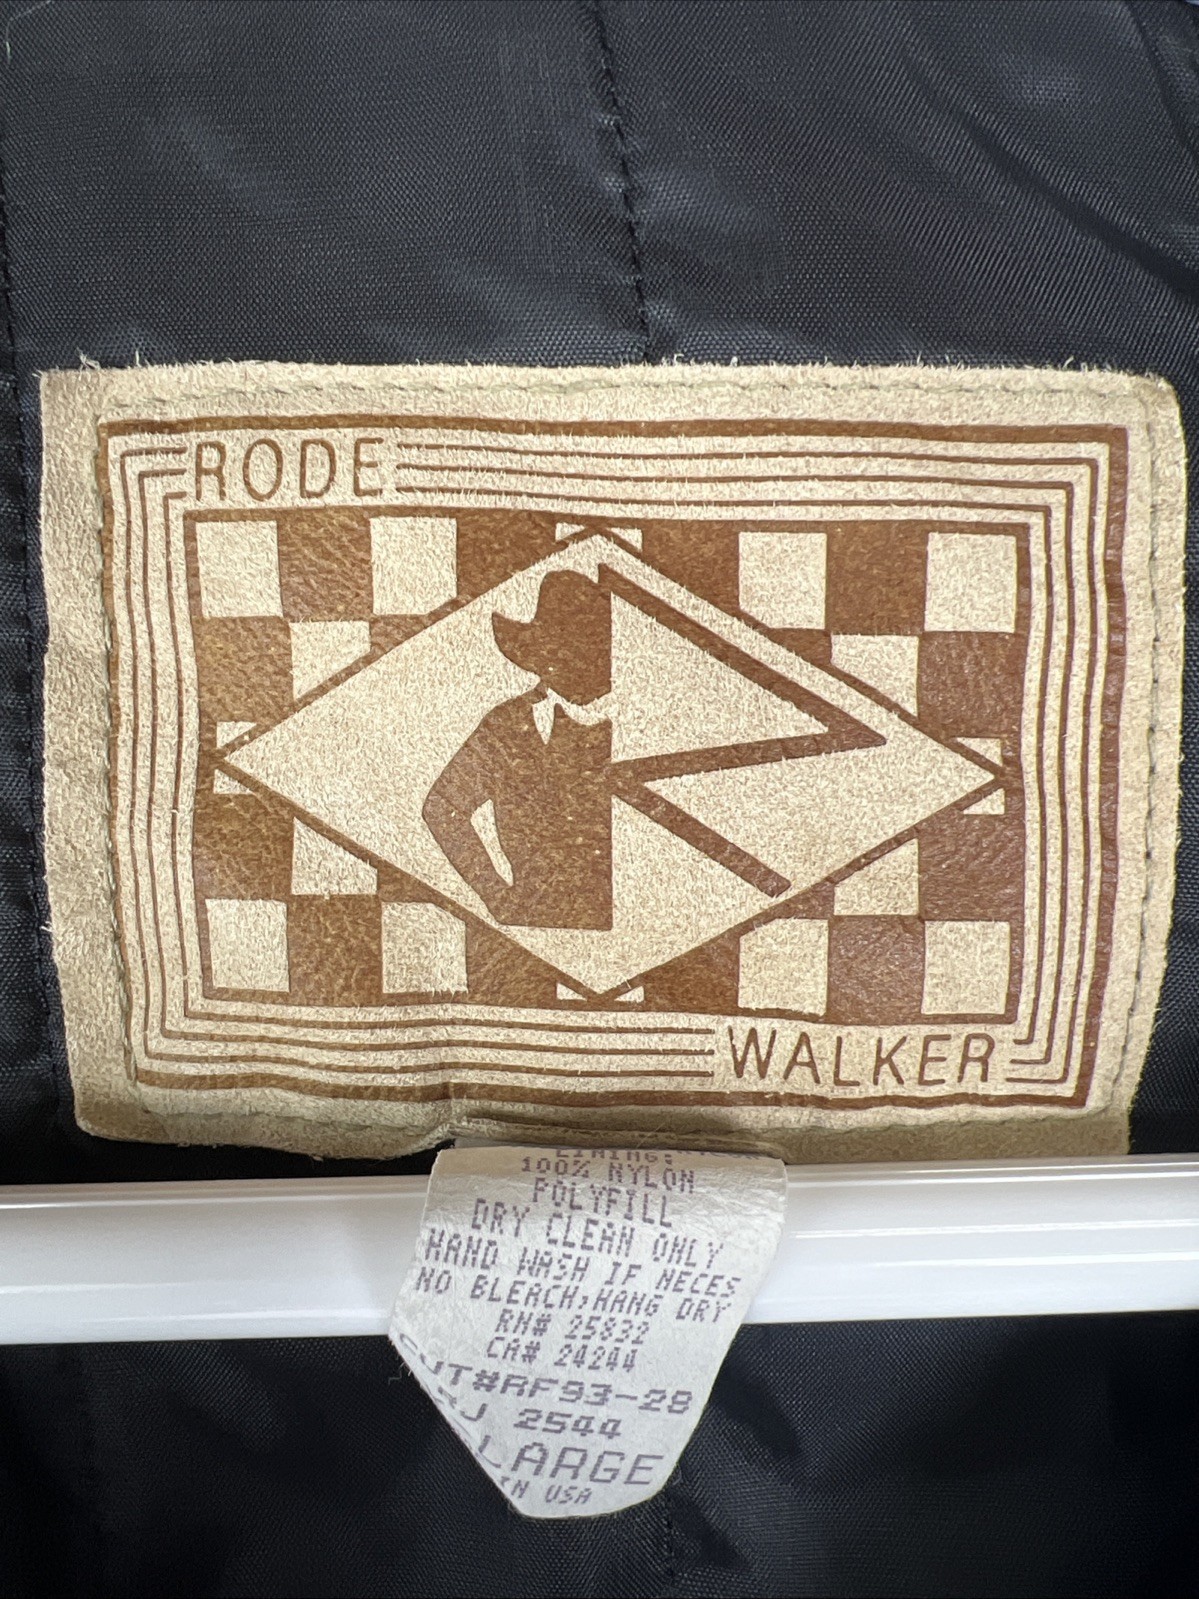 RODE
WALKER
LINING:
100% NYLON
POLYFILL
DRY CLEAN ONLY
HAND WASH IF NECES
NO BLEACH,HANG DRY
RN# 25832
CA# 24244
CUT#RF93-28
2544
LARGE
IN USA